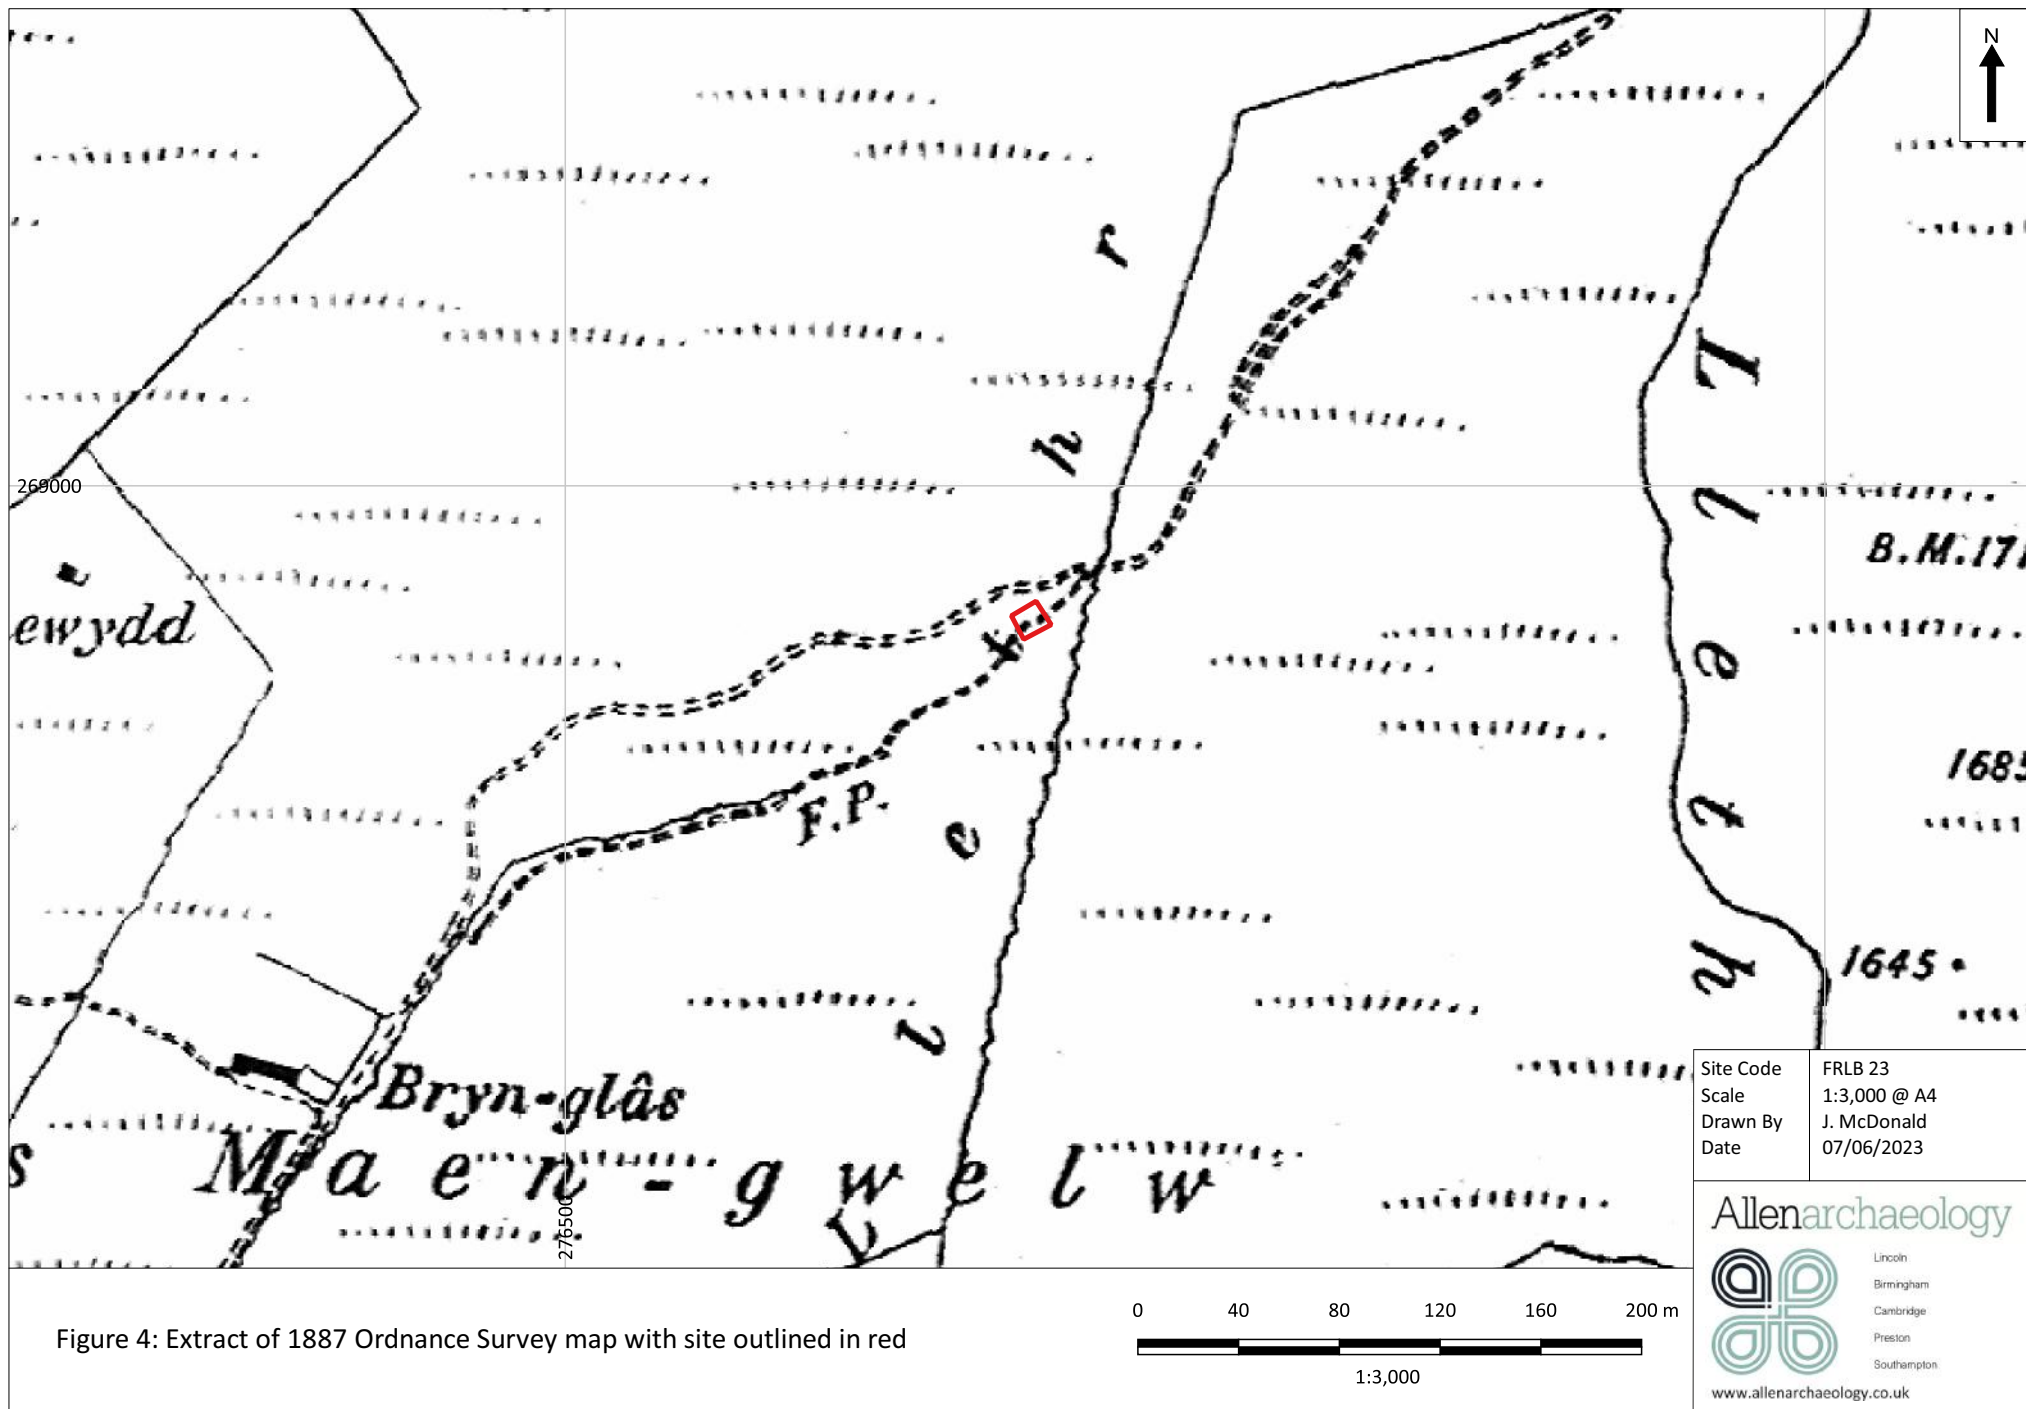 N
269000
ewydd
B.M.171
1685
F.P.
1645
Bryn-glâs
Maen-gwelw
Llethr
Lleth
276500
Site Code FRLB 23
Scale 1:3,000 @ A4
Drawn By J. McDonald
Date 07/06/2023
Allenarchaeology
Lincoln
Birmingham
Cambridge
Preston
Southampton
www.allenarchaeology.co.uk
0 40 80 120 160 200 m
1:3,000
Figure 4: Extract of 1887 Ordnance Survey map with site outlined in red